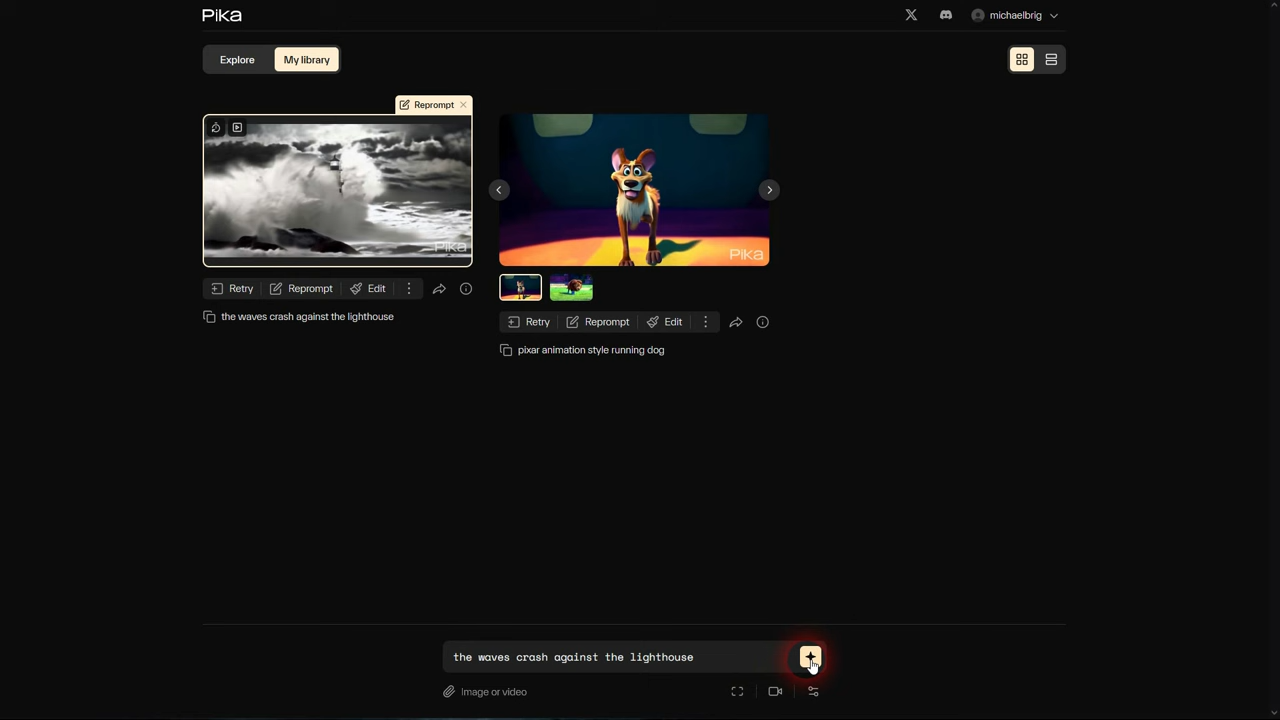 Pika
michaelbrig
Explore
My library
Reprompt
Pika
Pika
Retry
Reprompt
Edit
the waves crash against the lighthouse
Retry
Reprompt
Edit
pixar animation style running dog
the waves crash against the lighthouse
Image or video